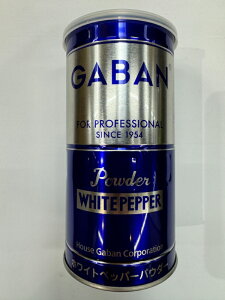 GABAN®
FOR PROFESSIONAL
SINCE 1954
Powder
WHITE PEPPER
House Gaban Corporation
ホワイトペッパーパウダー